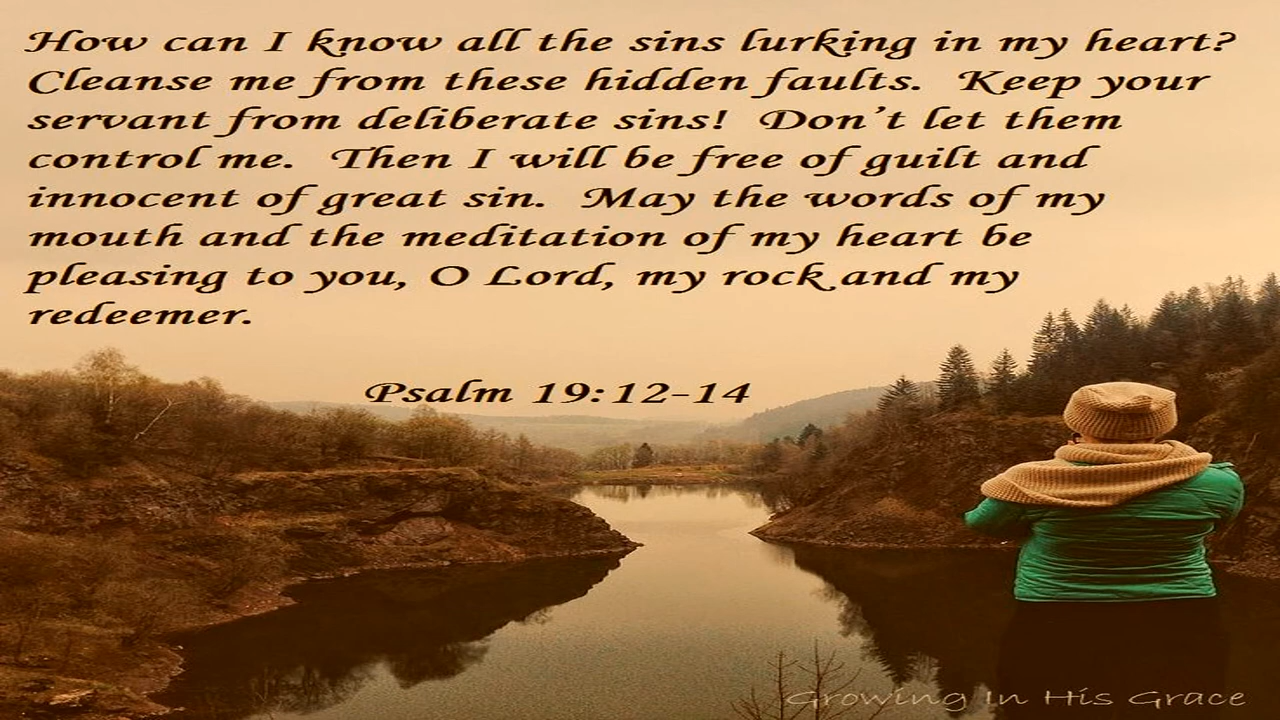 How can I know all the sins lurking in my heart?
Cleanse me from these hidden faults. Keep your
servant from deliberate sins! Don't let them
control me. Then I will be free of guilt and
innocent of great sin. May the words of my
mouth and the meditation of my heart be
pleasing to you, O Lord, my rock and my
redeemer.
Psalm 19:12-14
Growing In His Grace